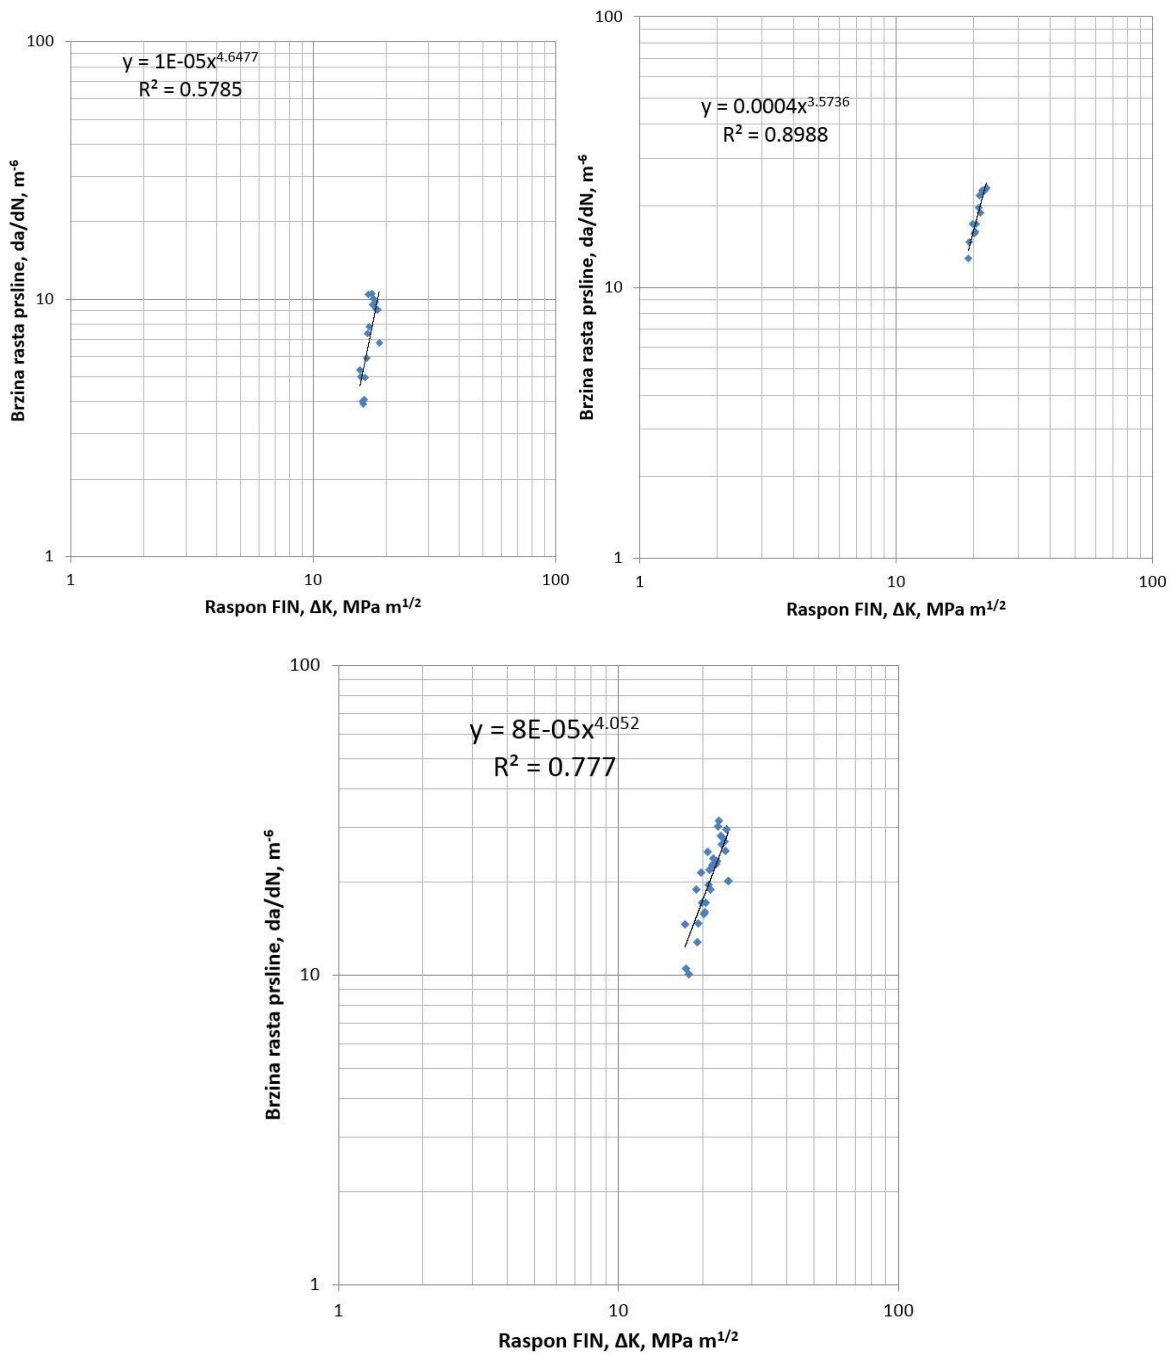 100
y = 1E-05x^4.6477
R² = 0.5785
10
1
1
10
100
Brzina rasta prsline, da/dN, m⁻⁶
Raspon FIN, ΔK, MPa m^1/2
100
y = 0.0004x^3.5736
R² = 0.8988
10
1
1
10
100
Brzina rasta prsline, da/dN, m⁻⁶
Raspon FIN, ΔK, MPa m^1/2
100
y = 8E-05x^4.052
R² = 0.777
10
1
1
10
100
Brzina rasta prsline, da/dN, m⁻⁶
Raspon FIN, ΔK, MPa m^1/2